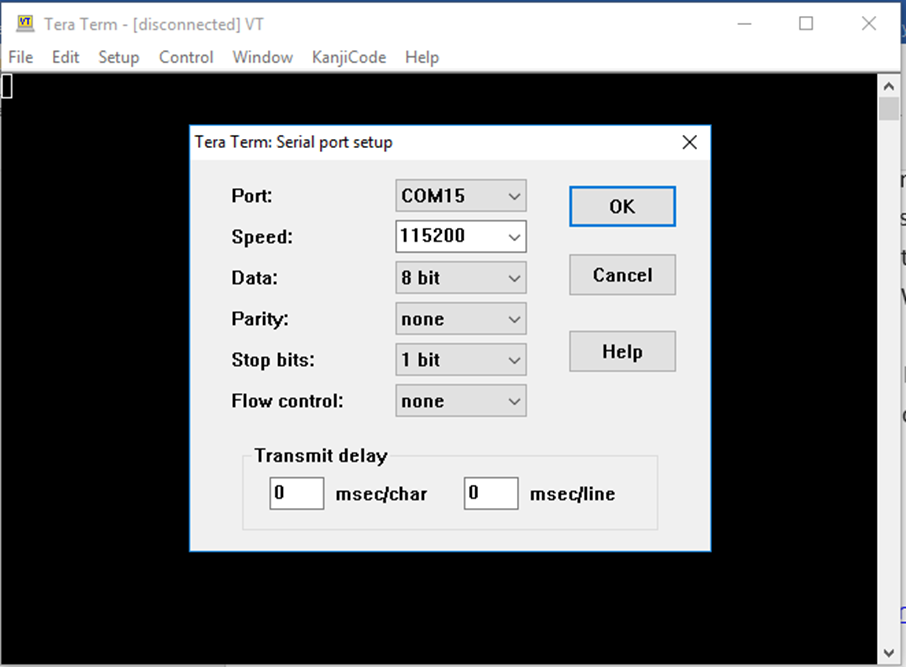 VT Tera Term - [disconnected] VT
File Edit Setup Control Window KanjiCode Help
Tera Term: Serial port setup
Port: COM15 OK
Speed: 115200
Data: 8 bit Cancel
Parity: none
Stop bits: 1 bit Help
Flow control: none
Transmit delay
0 msec/char 0 msec/line